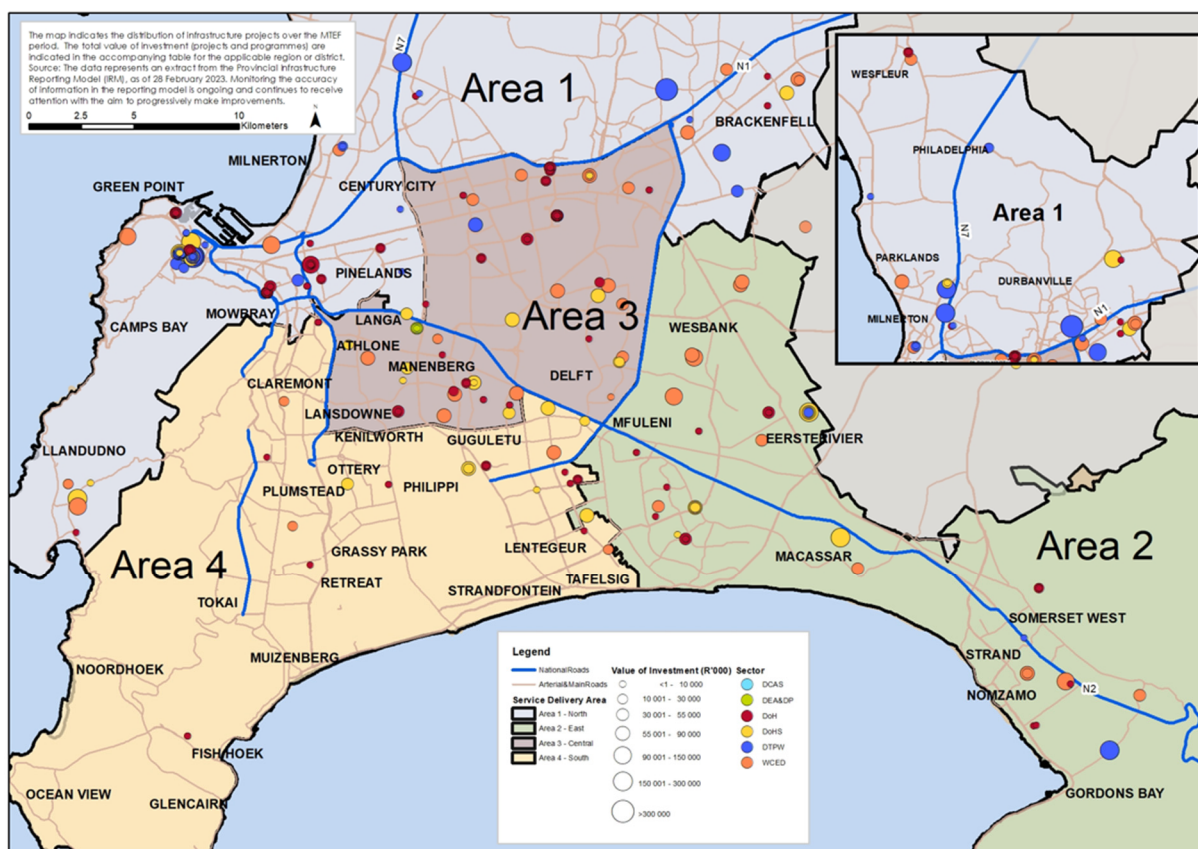 The map indicates the distribution of infrastructure projects over the MTEF
period. The total value of investment (projects and programmes) are
indicated in the accompanying table for the applicable region or district.
Source: The data represents an extract from the Provincial Infrastructure
Reporting Model (IRM), as of 28 February 2023. Monitoring the accuracy
of information in the reporting model is ongoing and continues to receive
attention with the aim to progressively make improvements.
0 2.5 5 10
Kilometers
N
N7
Area 1
N1
BRACKENFELL
MILNERTON
GREEN POINT
CENTURY CITY
PINELANDS
CAMPS BAY
MOWBRAY
LANGA
Area 3
WESBANK
ATHLONE
MANENBERG
DELFT
CLAREMONT
LANSDOWNE
KENILWORTH
GUGULETU
MFULENI
EERSTERIVIER
LLANDUDNO
OTTERY
PLUMSTEAD
PHILIPPI
Area 4
GRASSY PARK
LENTEGEUR
MACASSAR
Area 2
RETREAT
STRANDFONTEIN
TAFELSIG
TOKAI
SOMERSET WEST
MUIZENBERG
NOORDHOEK
STRAND
NOMZAMO
N2
FISH HOEK
OCEAN VIEW
GLENCAIRN
GORDONS BAY
WESFLEUR
PHILADELPHIA
Area 1
N7
PARKLANDS
DURBANVILLE
MILNERTON
N1
Legend
NationalRoads
Arterial&MainRoads
Service Delivery Area
Area 1 - North
Area 2 - East
Area 3 - Central
Area 4 - South
Value of Investment (R'000)
<1 - 10 000
10 001 - 30 000
30 001 - 55 000
55 001 - 90 000
90 001 - 150 000
150 001 - 300 000
>300 000
Sector
DCAS
DEA&DP
DoH
DoHS
DTPW
WCED